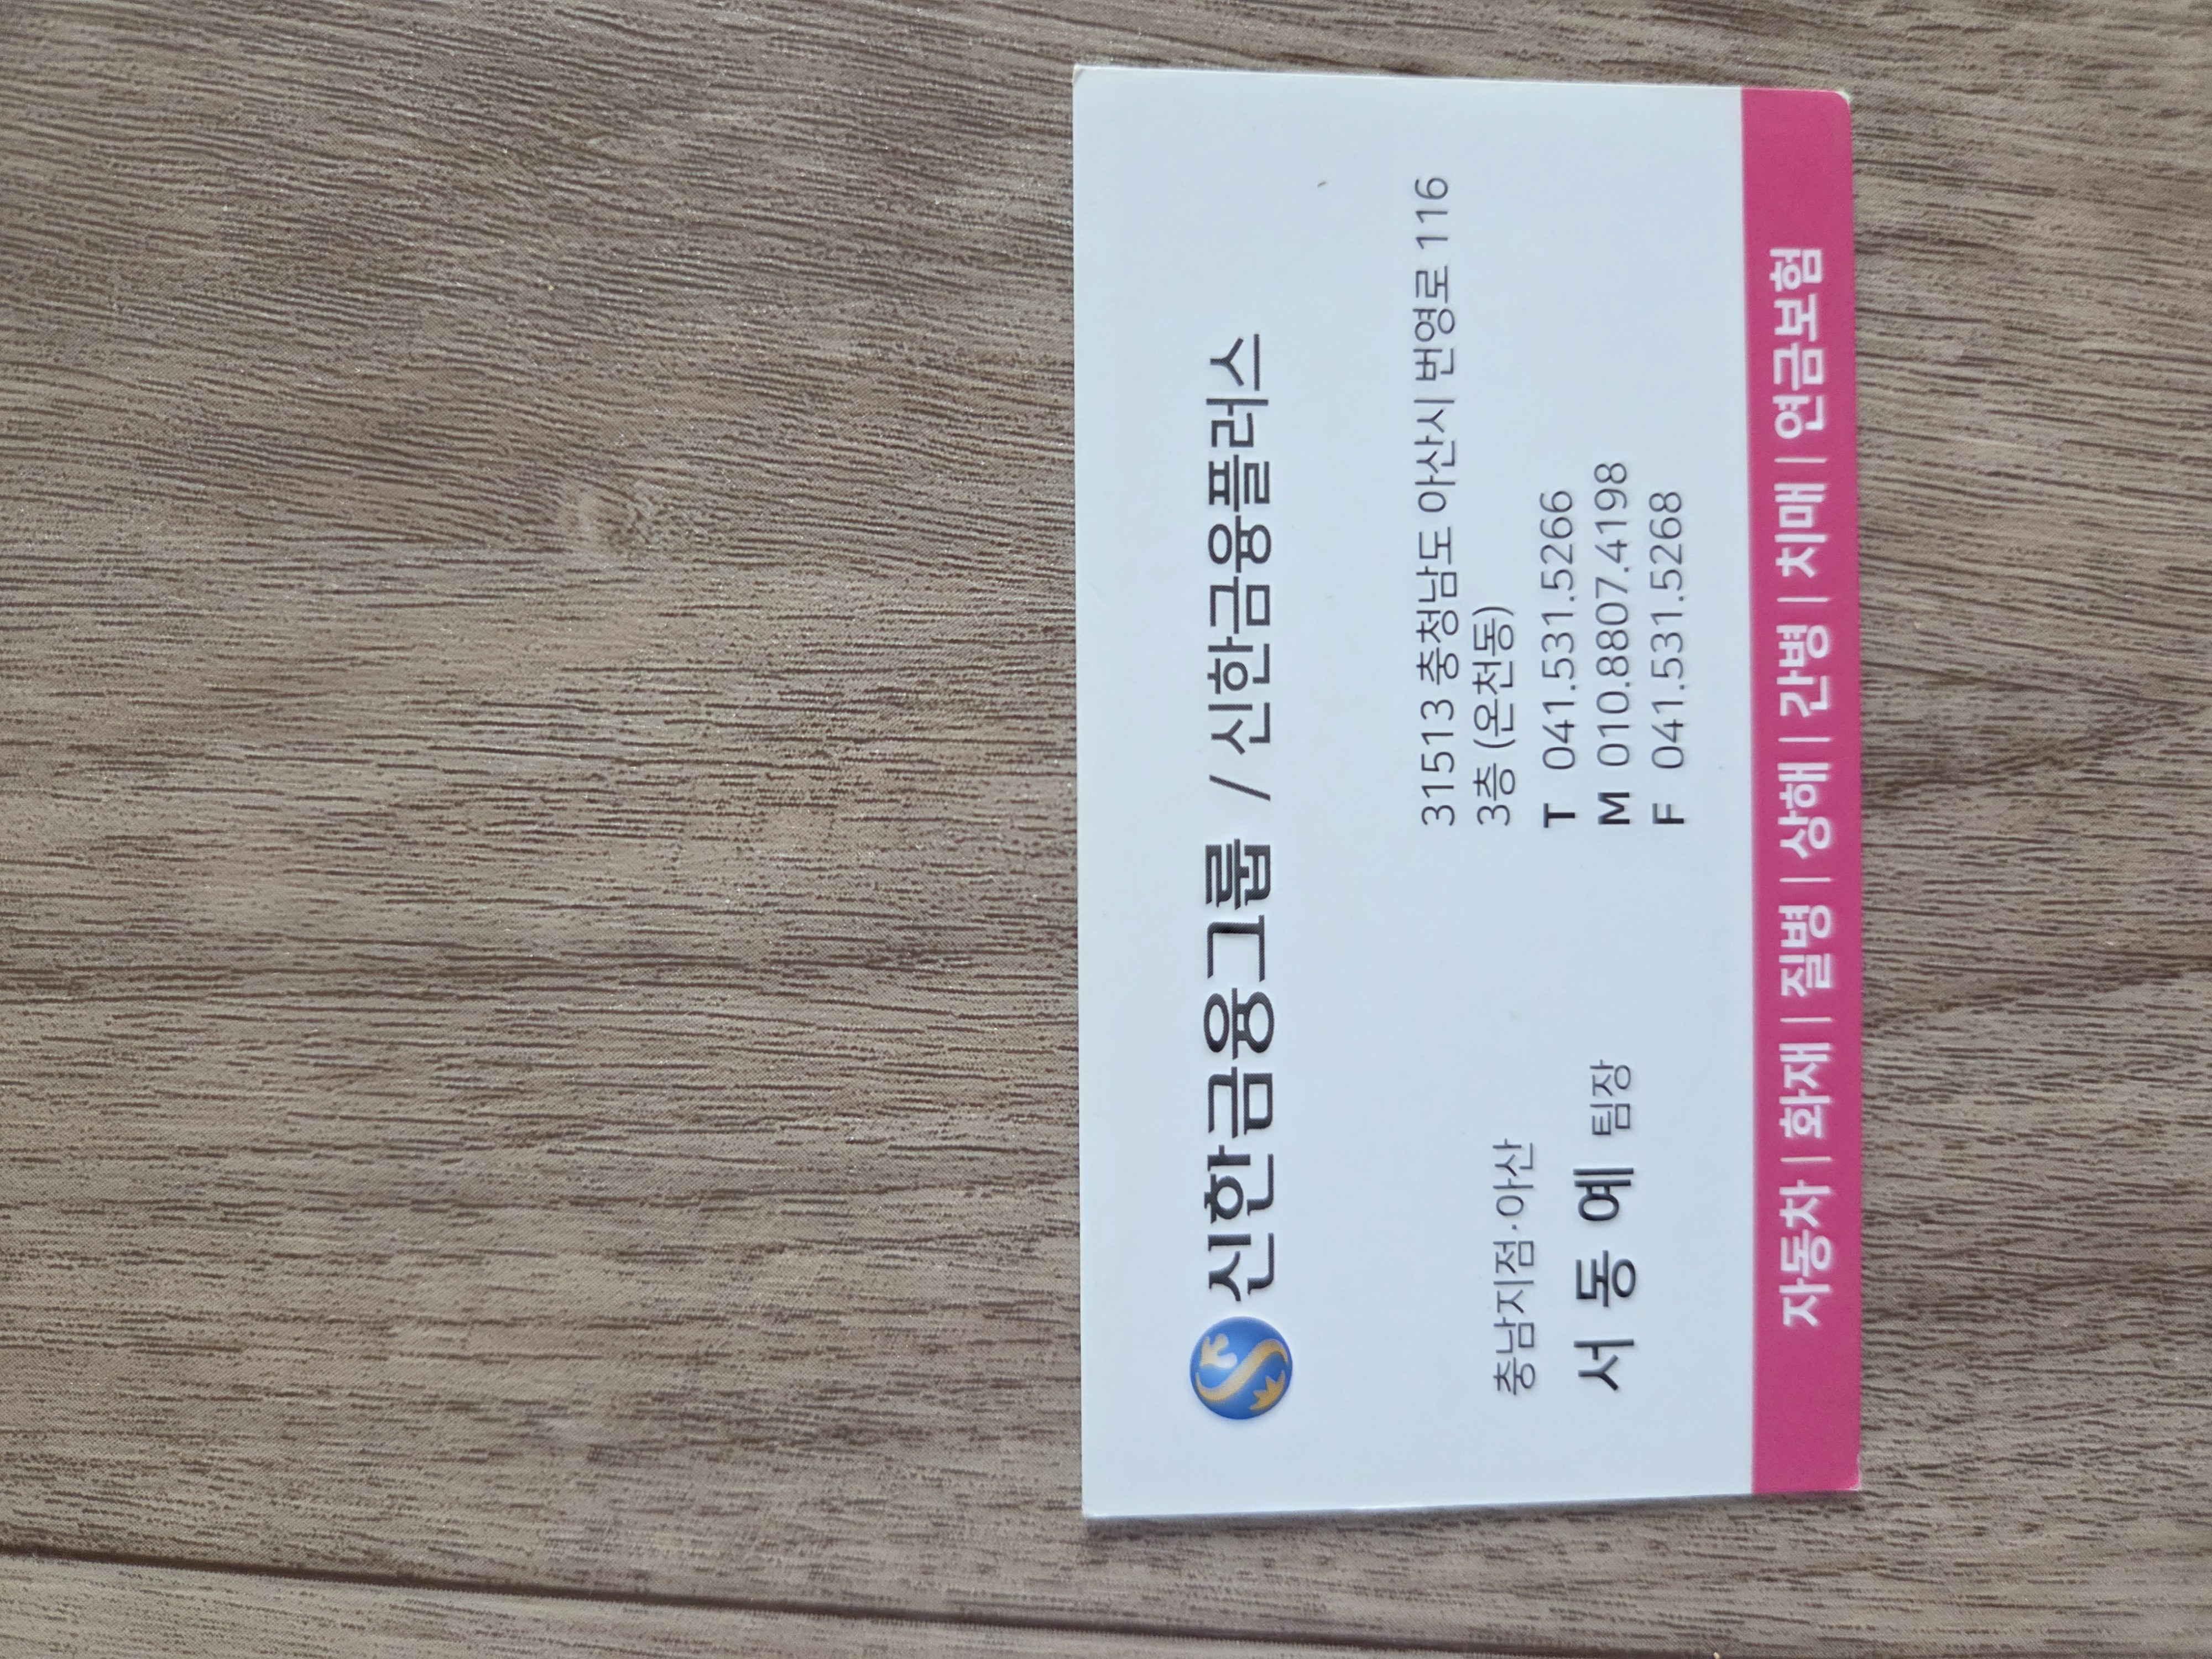 신한금융그룹 / 신한금융플러스
충남지점·아산
서동예 팀장
31513 충청남도 아산시 번영로 116
3층 (온천동)
T 041.531.5266
M 010.8807.4198
F 041.531.5268
자동차 | 화재 | 질병 | 상해 | 간병 | 치매 | 연금보험